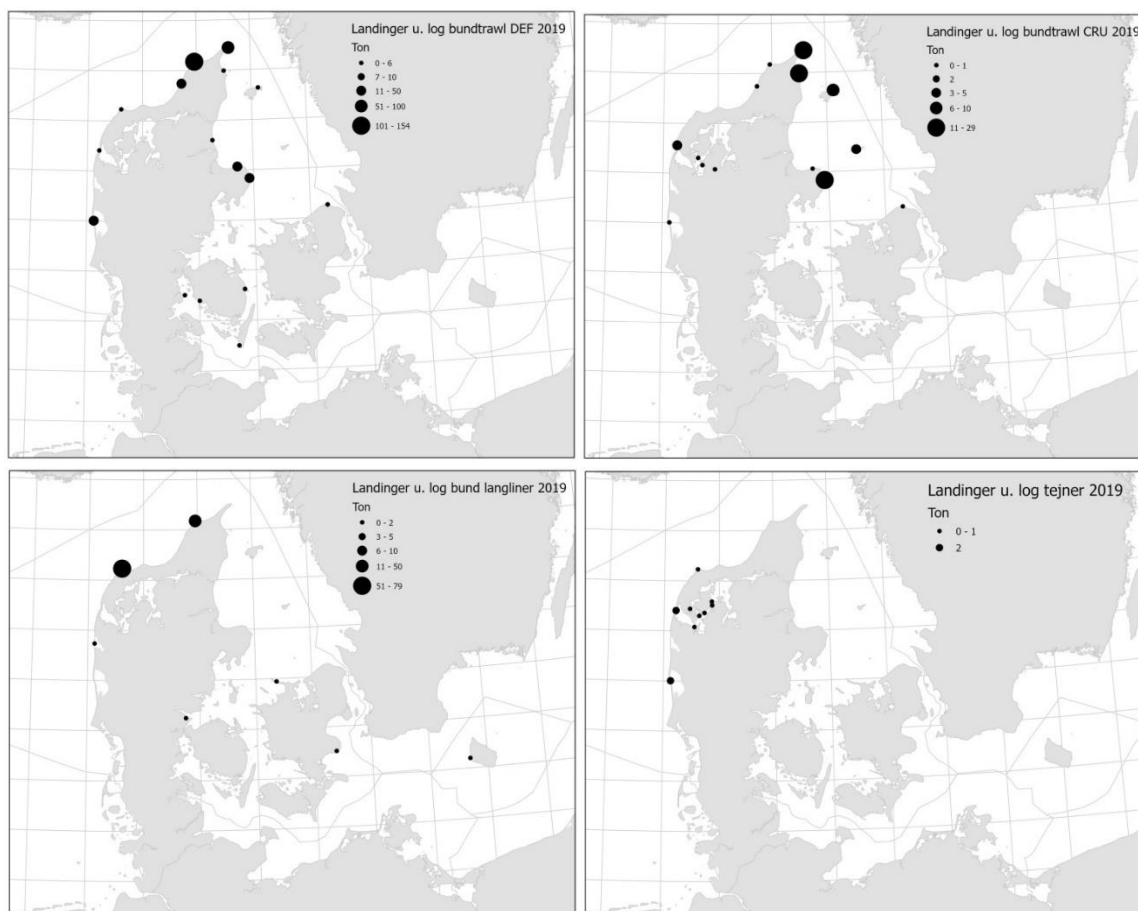 Landinger u. log bundtrawl DEF 2019
Ton
0 - 6
7 - 10
11 - 50
51 - 100
101 - 154
Landinger u. log bundtrawl CRU 2019
Ton
0 - 1
2
3 - 5
6 - 10
11 - 29
Landinger u. log bund langliner 2019
Ton
0 - 2
3 - 5
6 - 10
11 - 50
51 - 79
Landinger u. log tejner 2019
Ton
0 - 1
2